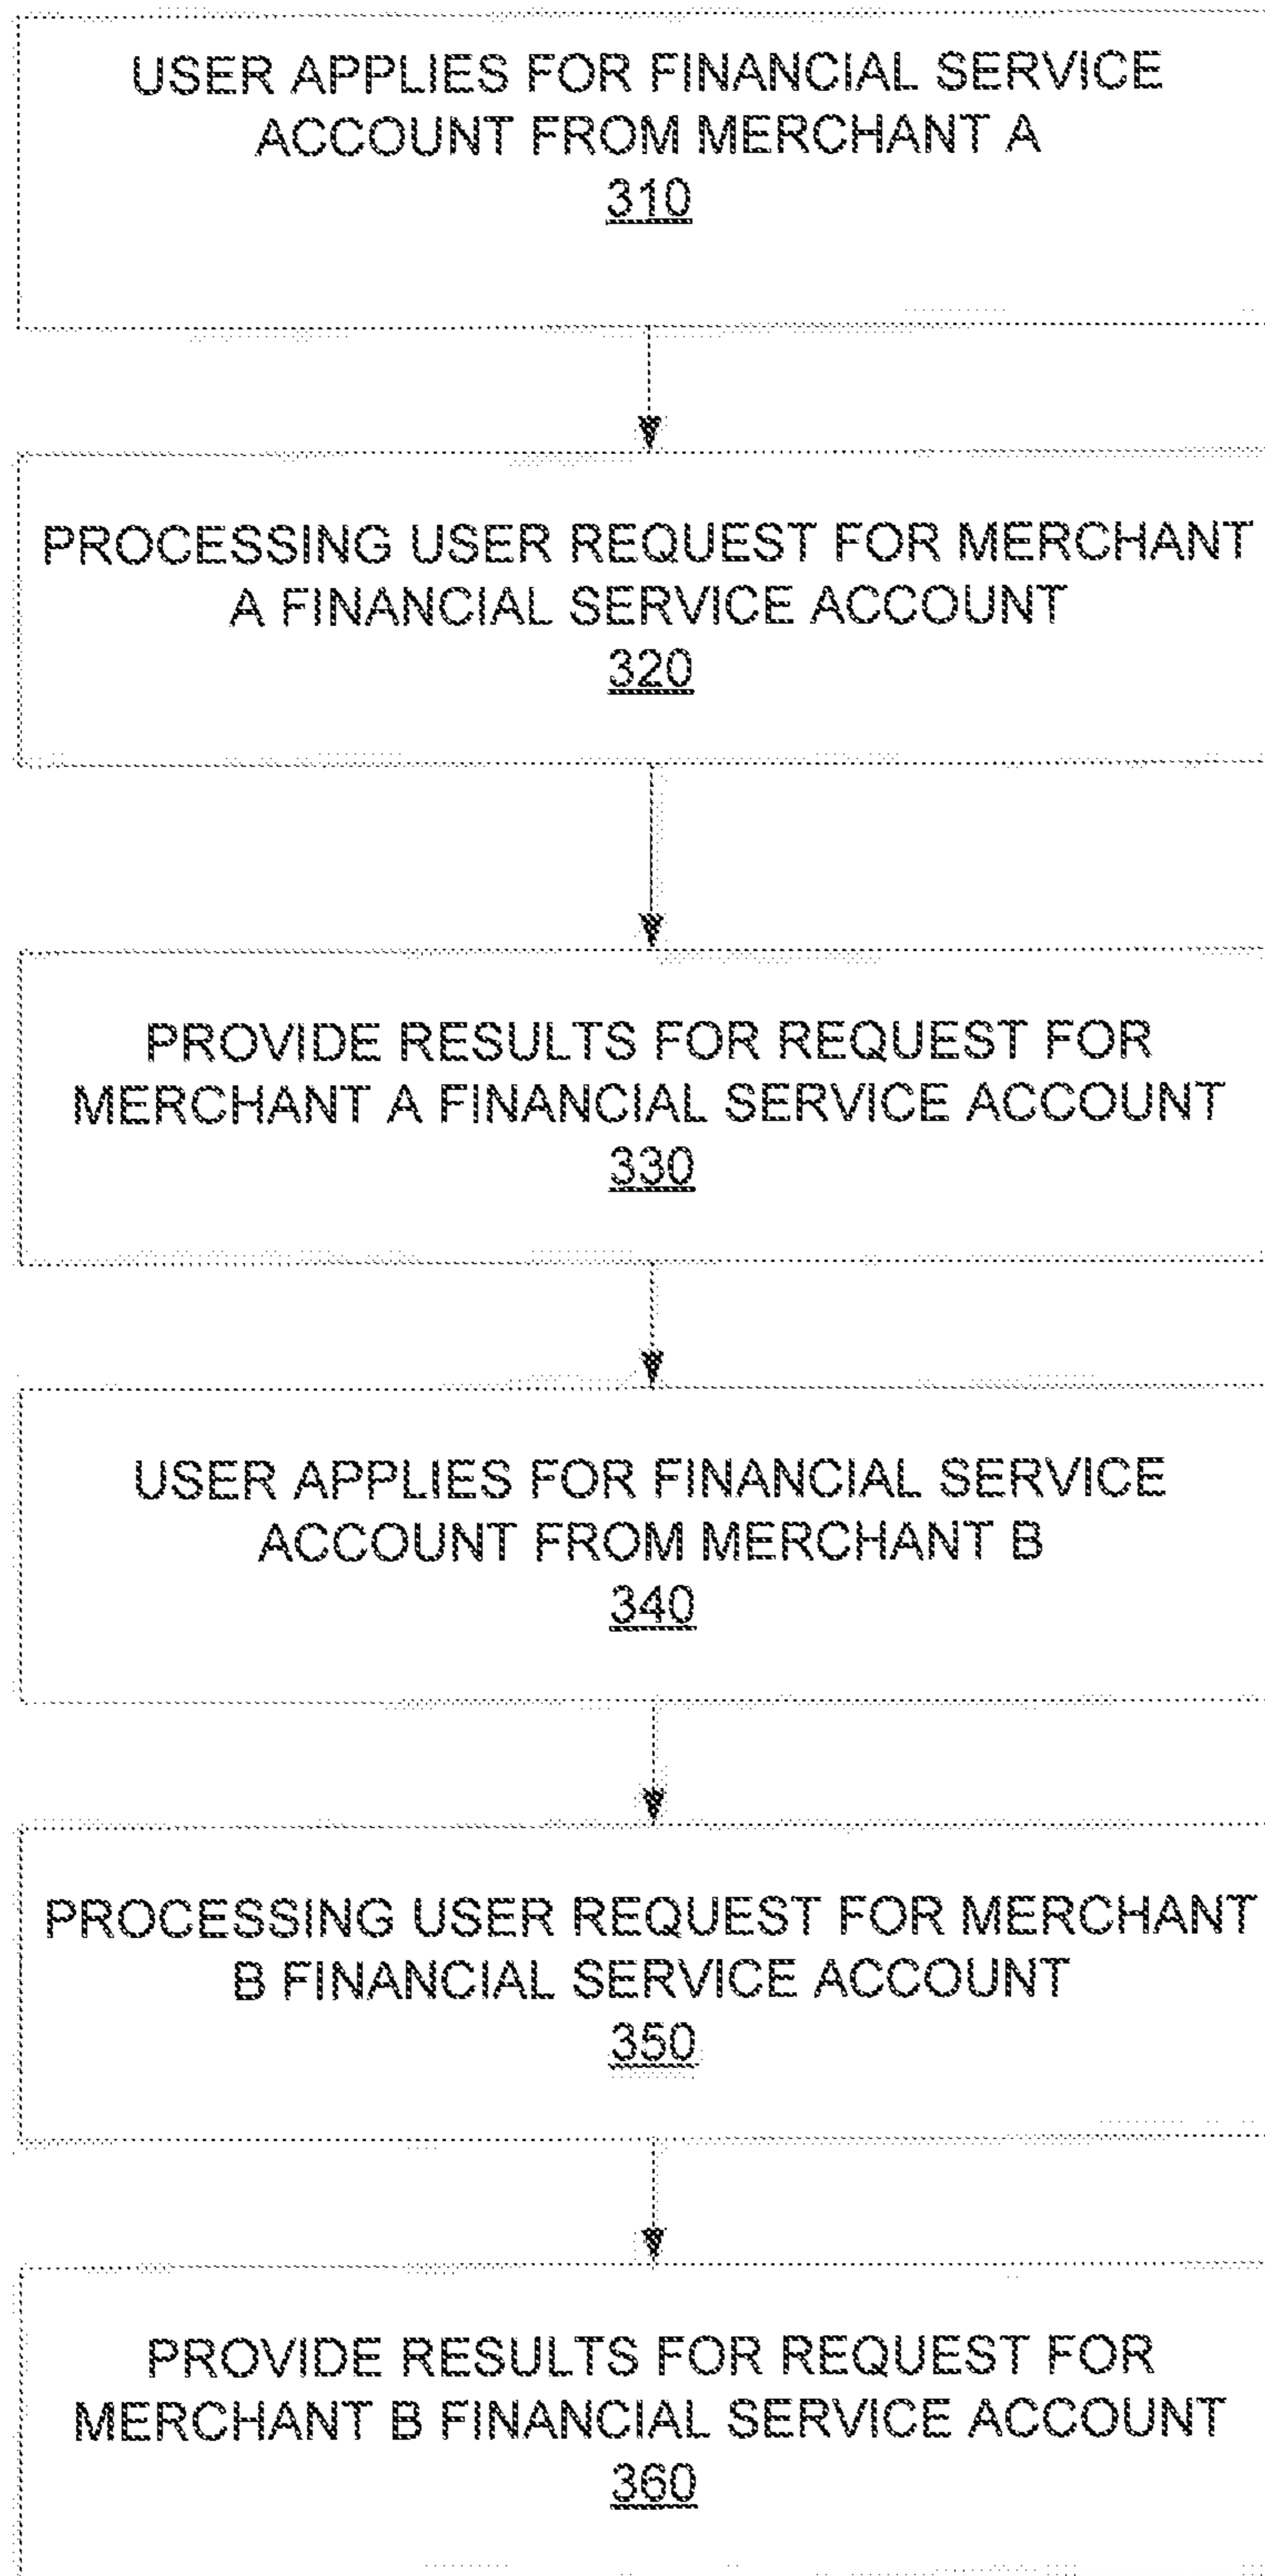 USER APPLIES FOR FINANCIAL SERVICE
ACCOUNT FROM MERCHANT A
310
PROCESSING USER REQUEST FOR MERCHANT
A FINANCIAL SERVICE ACCOUNT
320
PROVIDE RESULTS FOR REQUEST FOR
MERCHANT A FINANCIAL SERVICE ACCOUNT
330
USER APPLIES FOR FINANCIAL SERVICE
ACCOUNT FROM MERCHANT B
340
PROCESSING USER REQUEST FOR MERCHANT
B FINANCIAL SERVICE ACCOUNT
350
PROVIDE RESULTS FOR REQUEST FOR
MERCHANT B FINANCIAL SERVICE ACCOUNT
360